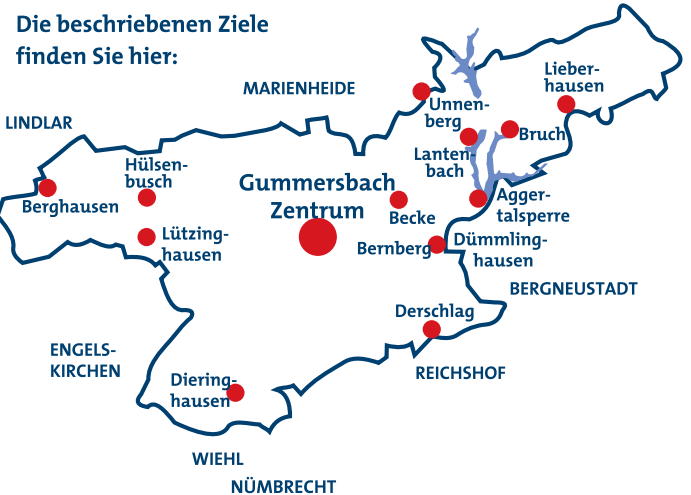 Die beschriebenen Ziele
finden Sie hier:
MARIENHEIDE
LINDLAR
Lieber-
hausen
Unnen-
berg
Bruch
Lanten-
bach
Hülsen-
busch
Berghausen
Gummersbach
Zentrum
Becke
Agger-
talsperre
Lützing-
hausen
Bernberg
Dümmling-
hausen
BERGNEUSTADT
Derschlag
ENGELS-
KIRCHEN
REICHSHOF
Diering-
hausen
WIEHL
NÜMBRECHT